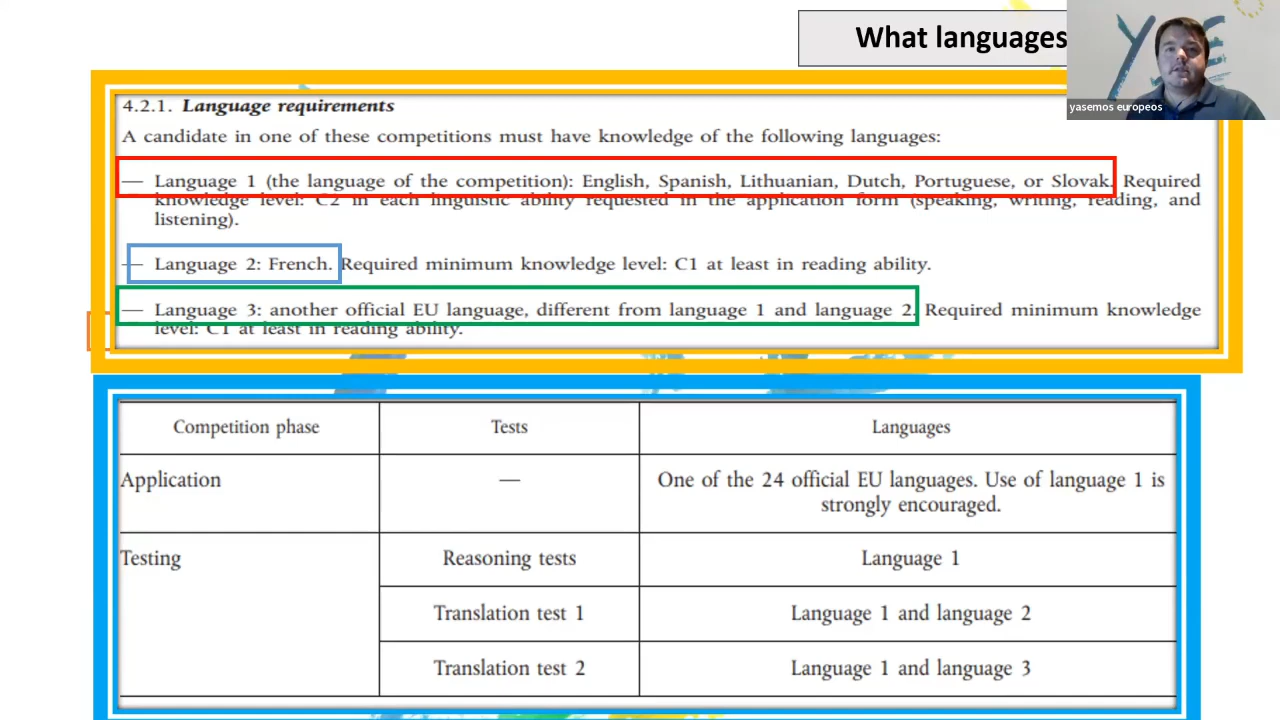 What languages
yasemos europeos
4.2.1. Language requirements
A candidate in one of these competitions must have knowledge of the following languages:
— Language 1 (the language of the competition): English, Spanish, Lithuanian, Dutch, Portuguese, or Slovak. Required
knowledge level: C2 in each linguistic ability requested in the application form (speaking, writing, reading, and
listening).
— Language 2: French. Required minimum knowledge level: C1 at least in reading ability.
— Language 3: another official EU language, different from language 1 and language 2. Required minimum knowledge
level: C1 at least in reading ability.
Competition phase Tests Languages
Application — One of the 24 official EU languages. Use of language 1 is
strongly encouraged.
Testing Reasoning tests Language 1
Translation test 1 Language 1 and language 2
Translation test 2 Language 1 and language 3